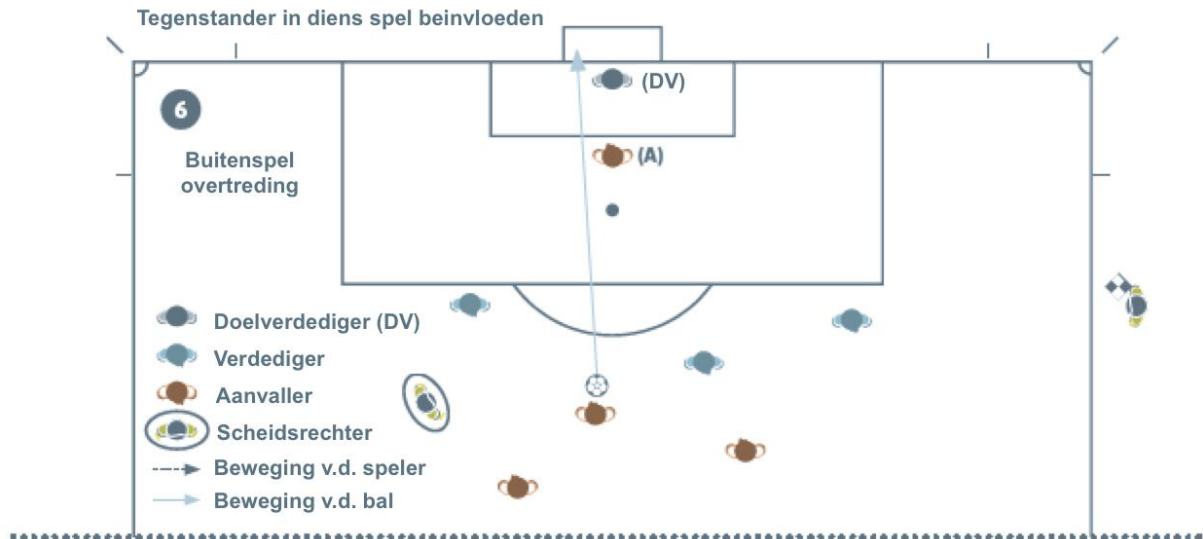 Tegenstander in diens spel beinvloeden
(DV)
6
(A)
Buitenspel
overtreding
Doelverdediger (DV)
Verdediger
Aanvaller
Scheidsrechter
Beweging v.d. speler
Beweging v.d. bal